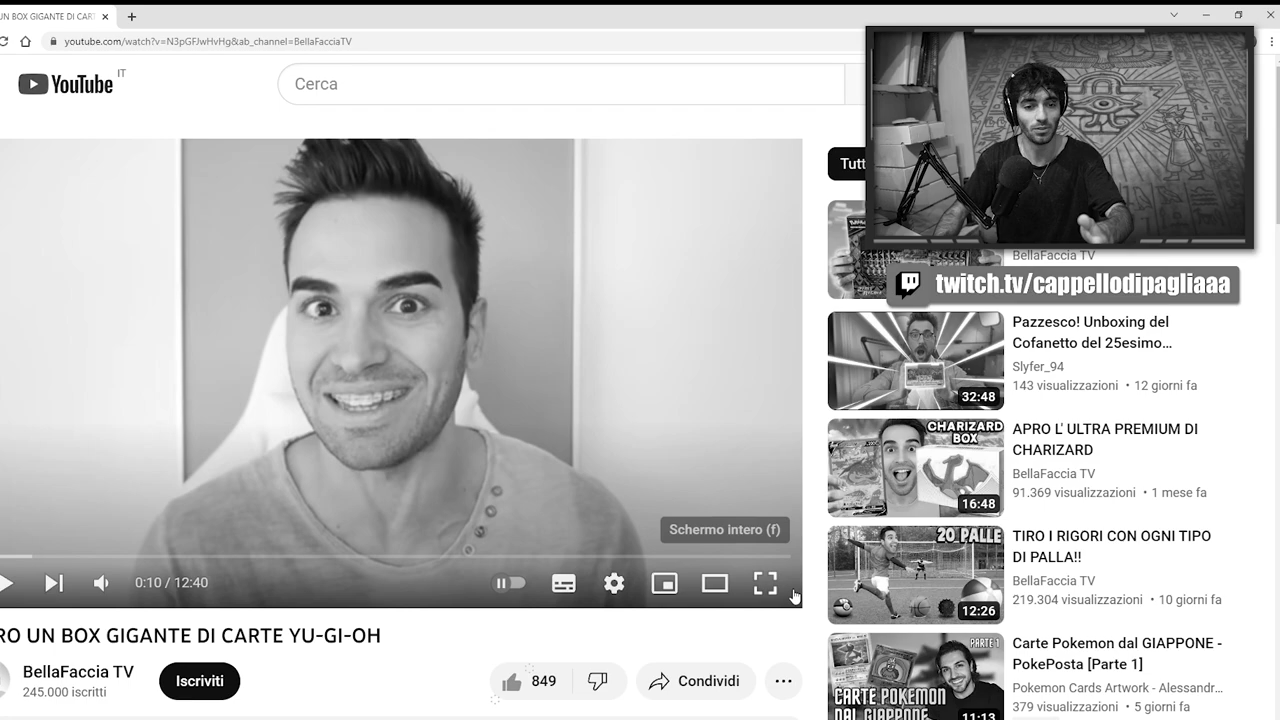 UN BOX GIGANTE DI CART
youtube.com/watch?v=N3pGFJwHvHg&ab_channel=BellaFacciaTV
YouTube IT
Cerca
Tutt
BellaFaccia TV
twitch.tv/cappellodipagliaaa
Pazzesco! Unboxing del
Cofanetto del 25esimo...
Slyfer_94
143 visualizzazioni • 12 giorni fa
32:48
CHARIZARD
BOX
16:48
APRO L' ULTRA PREMIUM DI
CHARIZARD
BellaFaccia TV
91.369 visualizzazioni • 1 mese fa
20 PALLE
12:26
TIRO I RIGORI CON OGNI TIPO
DI PALLA!!
BellaFaccia TV
219.304 visualizzazioni • 10 giorni fa
PARTE 1
CARTE POKEMON
DAL GIAPPONE
11:13
Carte Pokemon dal GIAPPONE -
PokePosta [Parte 1]
Pokemon Cards Artwork - Alessandr...
379 visualizzazioni • 5 giorni fa
Schermo intero (f)
0:10 / 12:40
RO UN BOX GIGANTE DI CARTE YU-GI-OH
BellaFaccia TV
245.000 iscritti
Iscriviti
849
Condividi